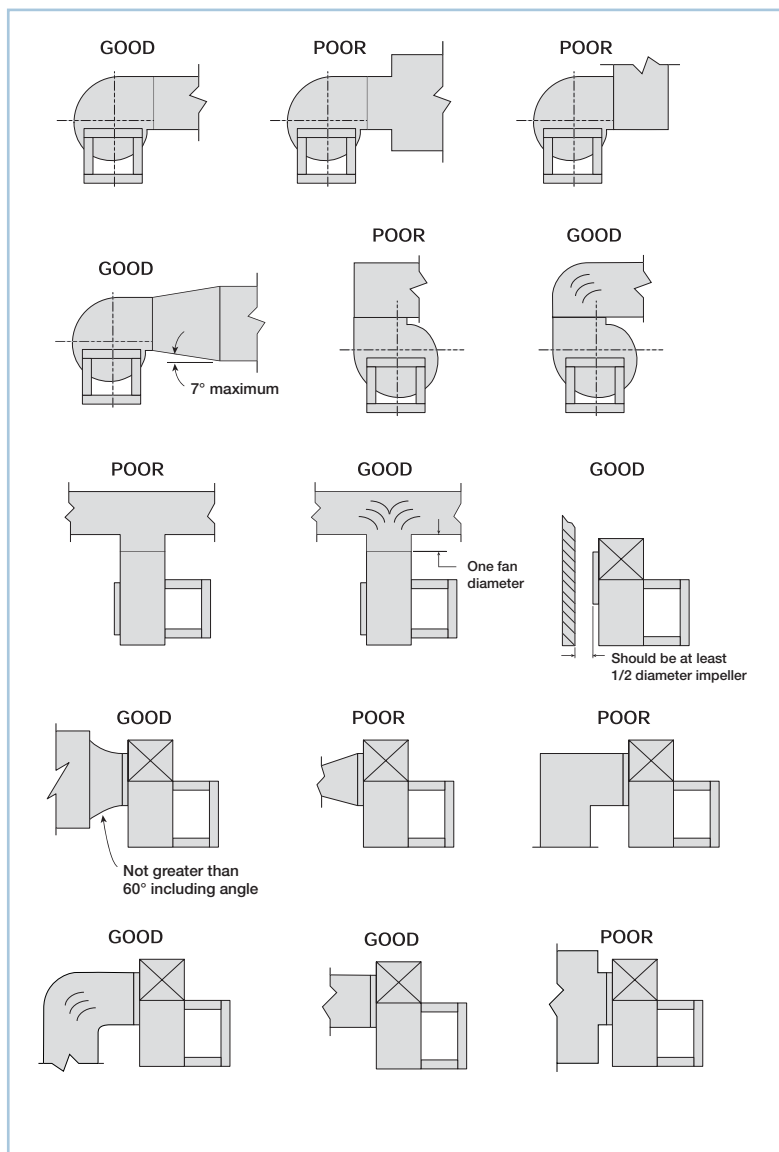 GOOD
POOR
POOR
GOOD
7° maximum
POOR
GOOD
POOR
GOOD
One fan
diameter
GOOD
Should be at least
1/2 diameter impeller
GOOD
Not greater than
60° including angle
POOR
POOR
GOOD
GOOD
POOR